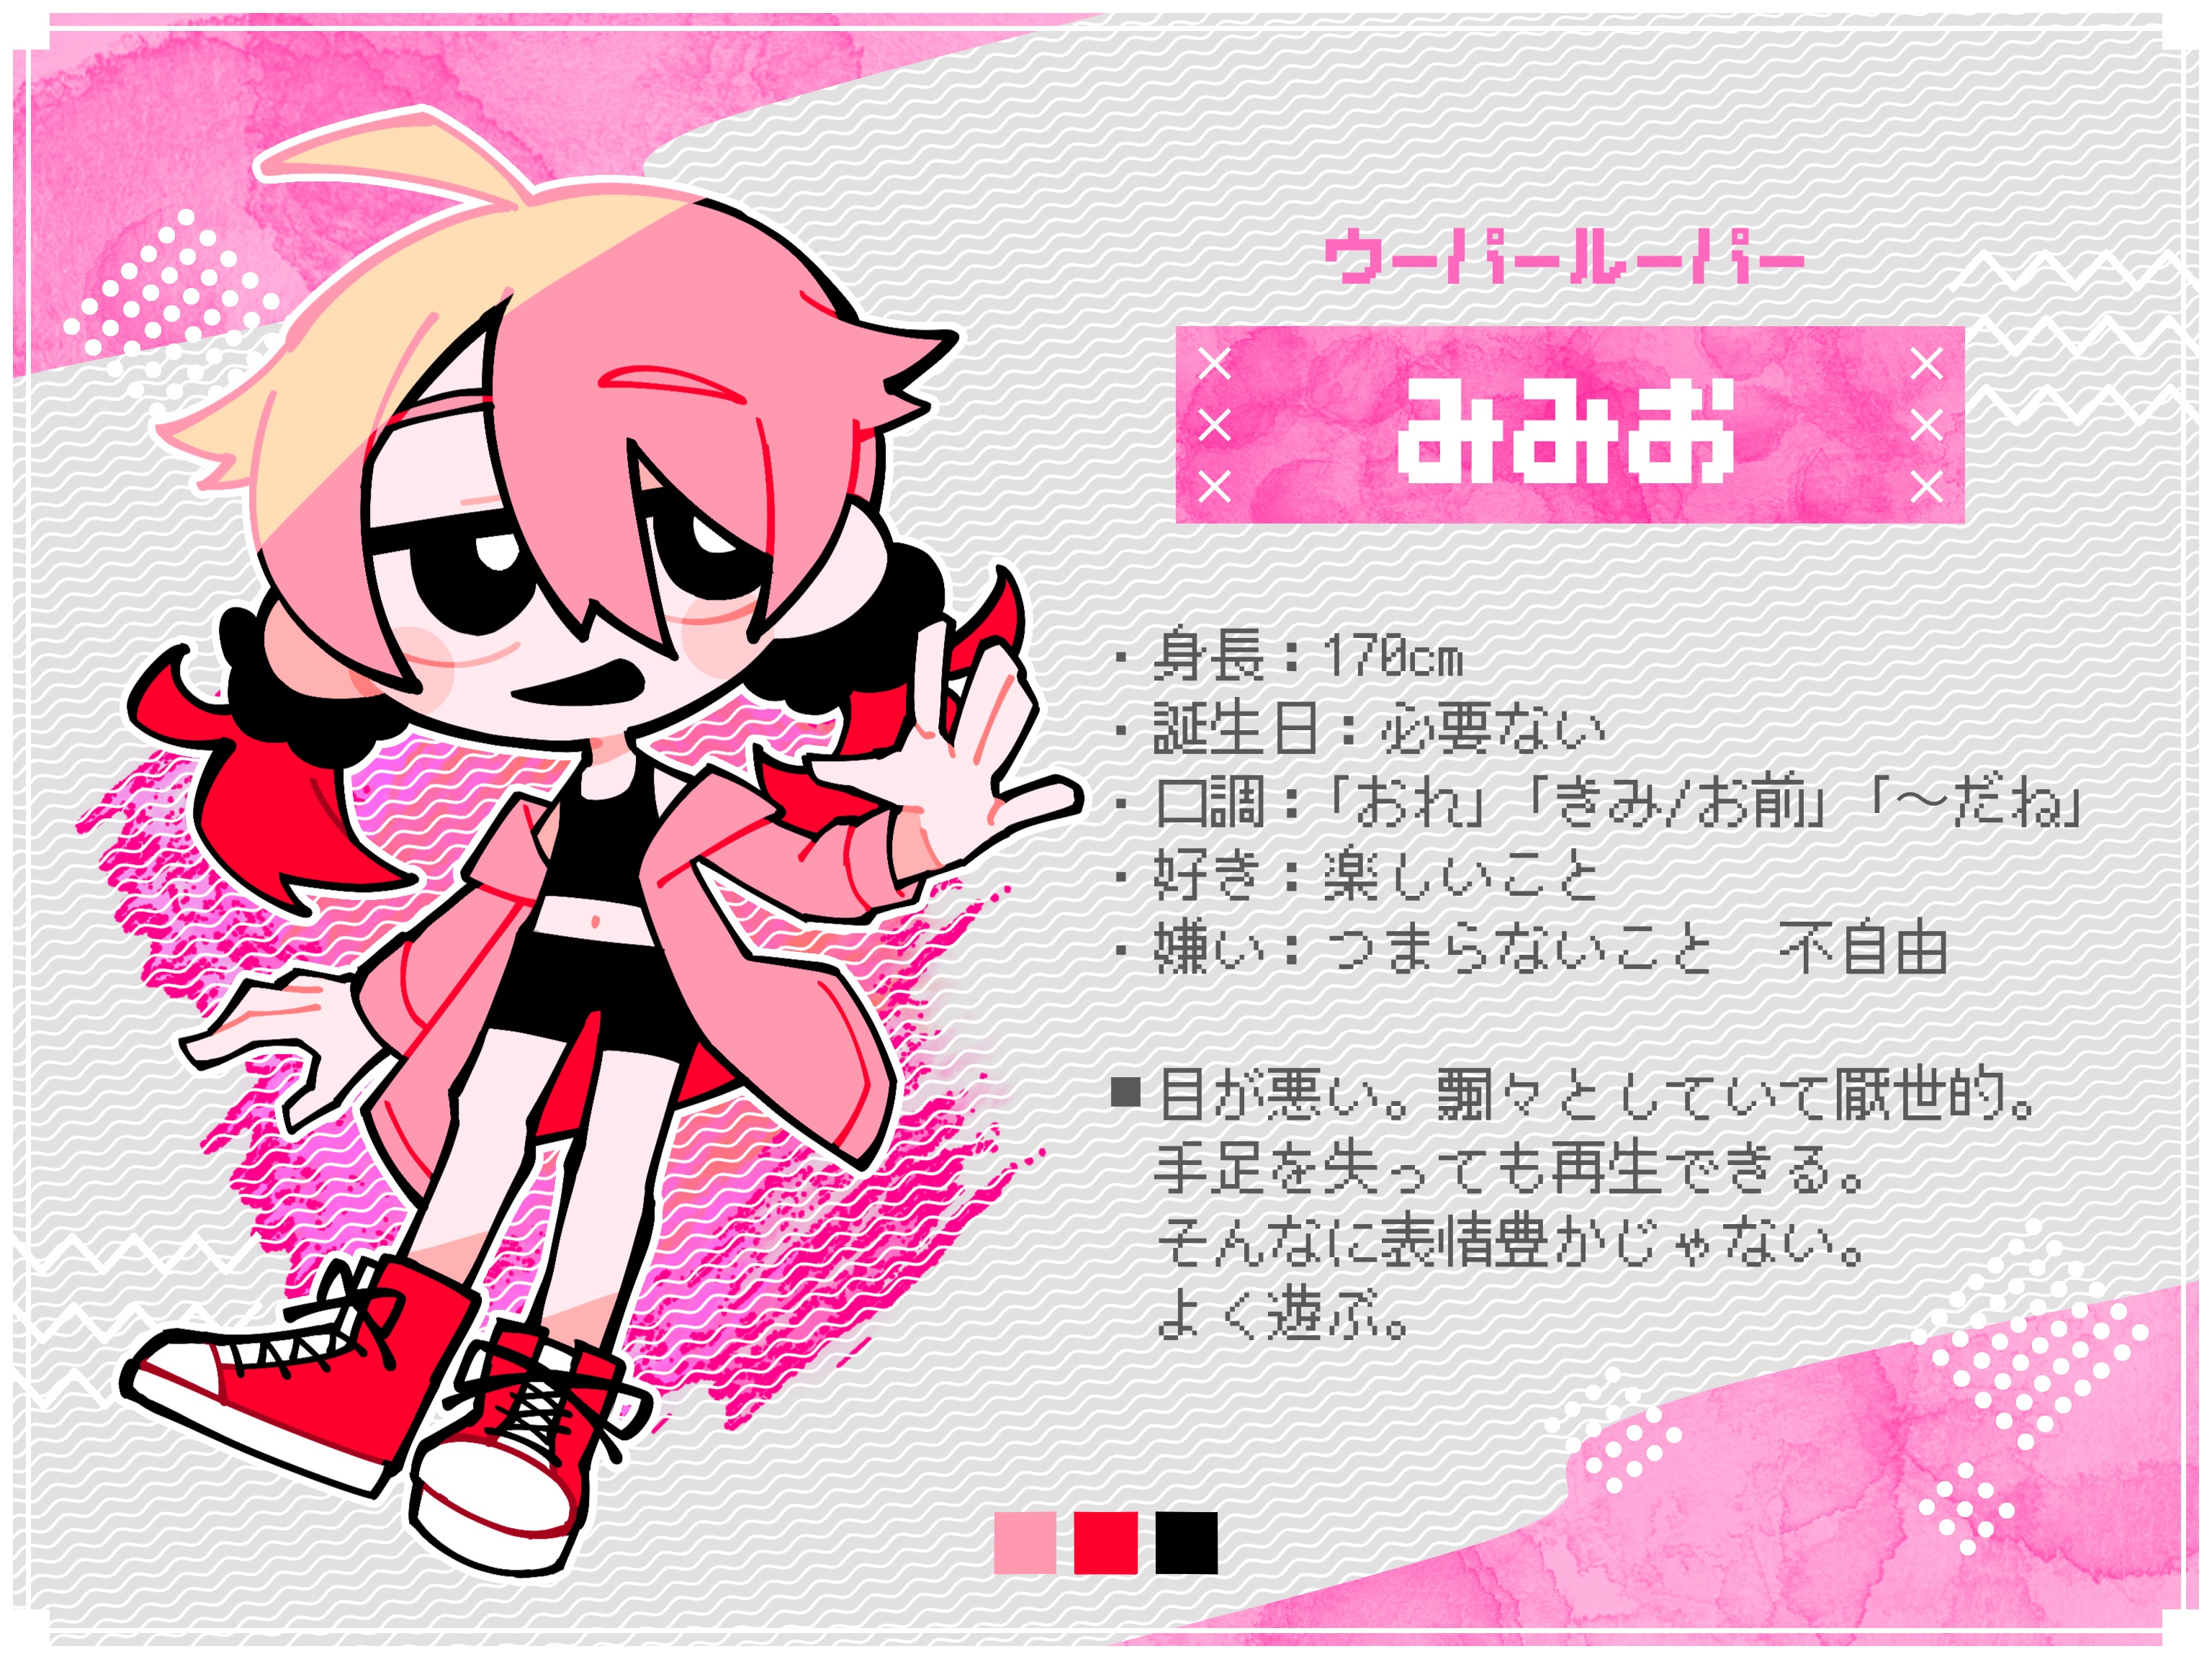 ウーパールーパー
みみお
・身長：170cm
・誕生日：必要ない
・口調：「おれ」「きみ/お前」「～だね」
・好き：楽しいこと
・嫌い：つまらないこと　不自由
■目が悪い。飄々としていて厭世的。
手足を失っても再生できる。
そんなに表情豊かじゃない。
よく遊ぶ。